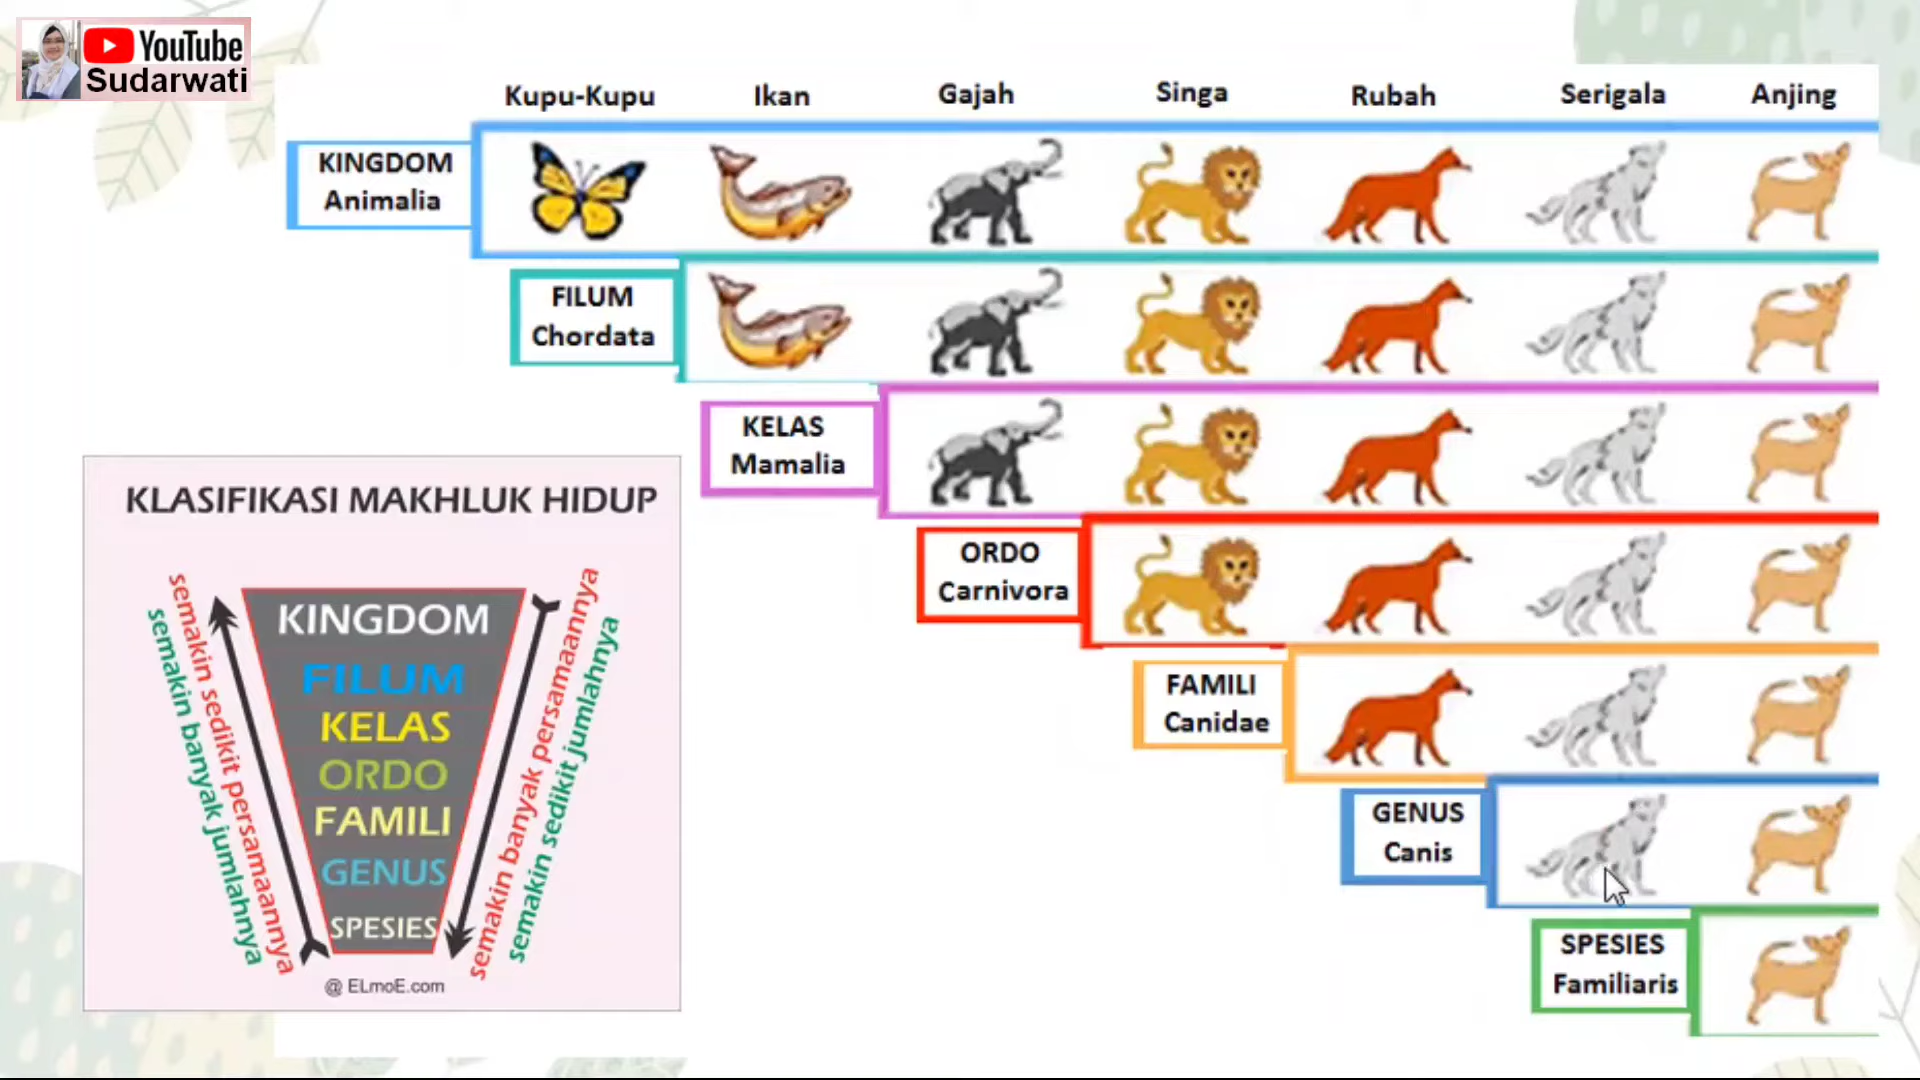 YouTube
Sudarwati
Kupu-Kupu
Ikan
Gajah
Singa
Rubah
Serigala
Anjing
KINGDOM
Animalia
FILUM
Chordata
KELAS
Mamalia
ORDO
Carnivora
FAMILI
Canidae
GENUS
Canis
SPESIES
Familiaris
KLASIFIKASI MAKHLUK HIDUP
semakin sedikit persamaannya
semakin banyak jumlahnya
KINGDOM
FILUM
KELAS
ORDO
FAMILI
GENUS
SPESIES
semakin banyak persamaannya
semakin sedikit jumlahnya
@ ELmoE.com